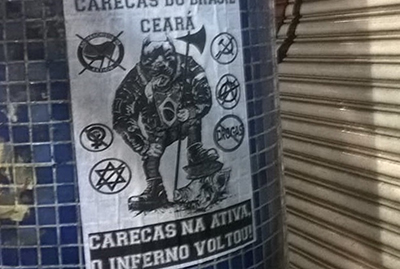 CARECAS DO BRASIL
CEARÁ
DROGAS
CARECAS NA ATIVA,
O INFERNO VOLTOU!